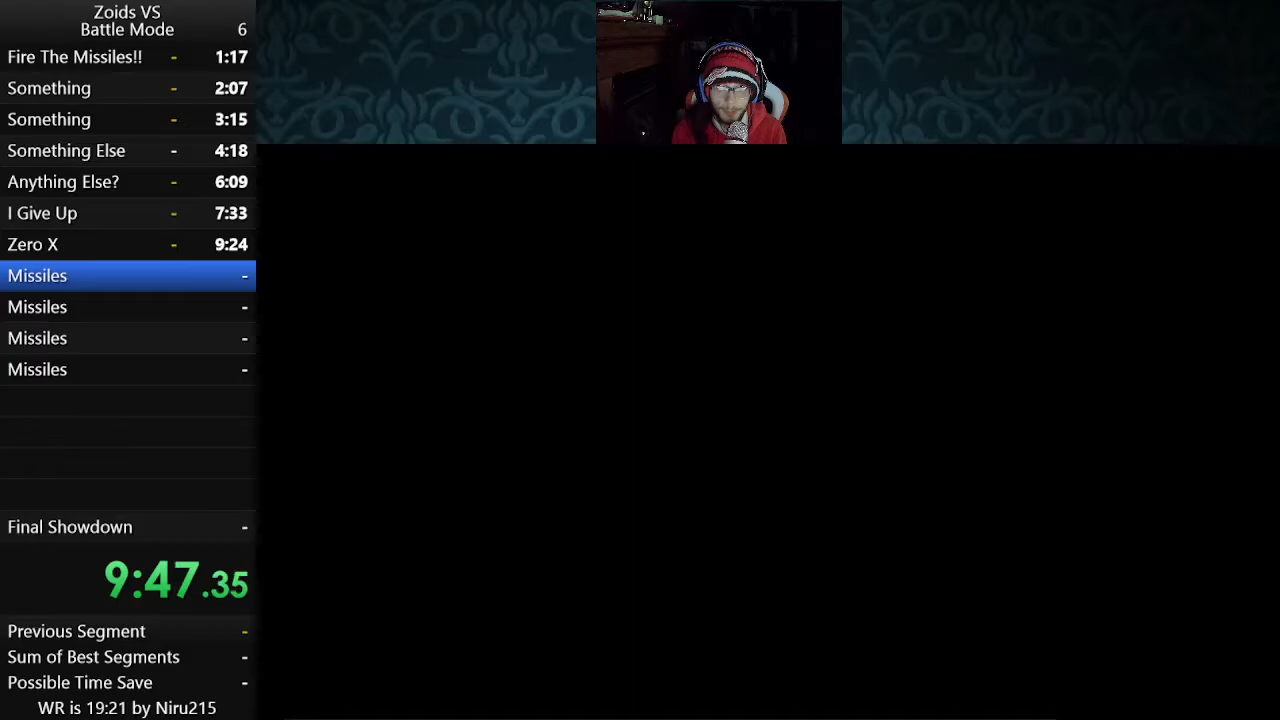 Zoids VS
Battle Mode 6
Fire The Missiles!! - 1:17
Something - 2:07
Something - 3:15
Something Else - 4:18
Anything Else? - 6:09
I Give Up - 7:33
Zero X - 9:24
Missiles -
Missiles -
Missiles -
Missiles -
Final Showdown -
9:47.35
Previous Segment -
Sum of Best Segments -
Possible Time Save -
WR is 19:21 by Niru215